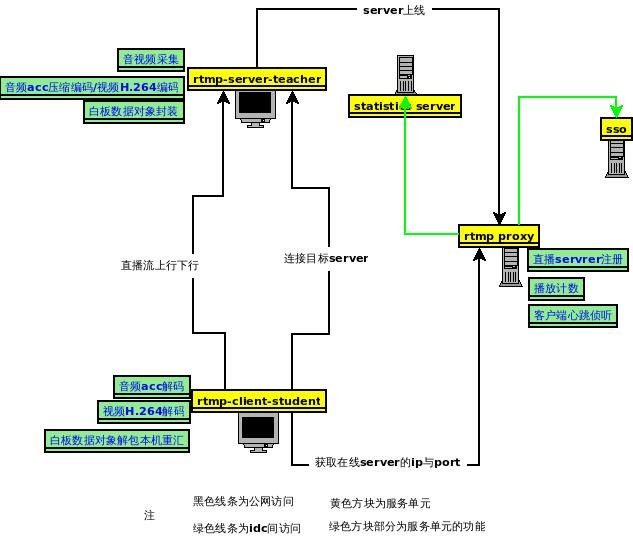 server上线
音视频采集
rtmp-server-teacher
音频acc压缩编码/视频H.264编码
白板数据对象封装
statistic server
sso
rtmp proxy
直播servrer注册
播放计数
客户端心跳侦听
直播流上行下行
连接目标server
音频acc解码
rtmp-client-student
视频H.264解码
白板数据对象解包本机重汇
获取在线server的ip与port
注
黑色线条为公网访问
黄色方块为服务单元
绿色线条为idc间访问
绿色方块部分为服务单元的功能